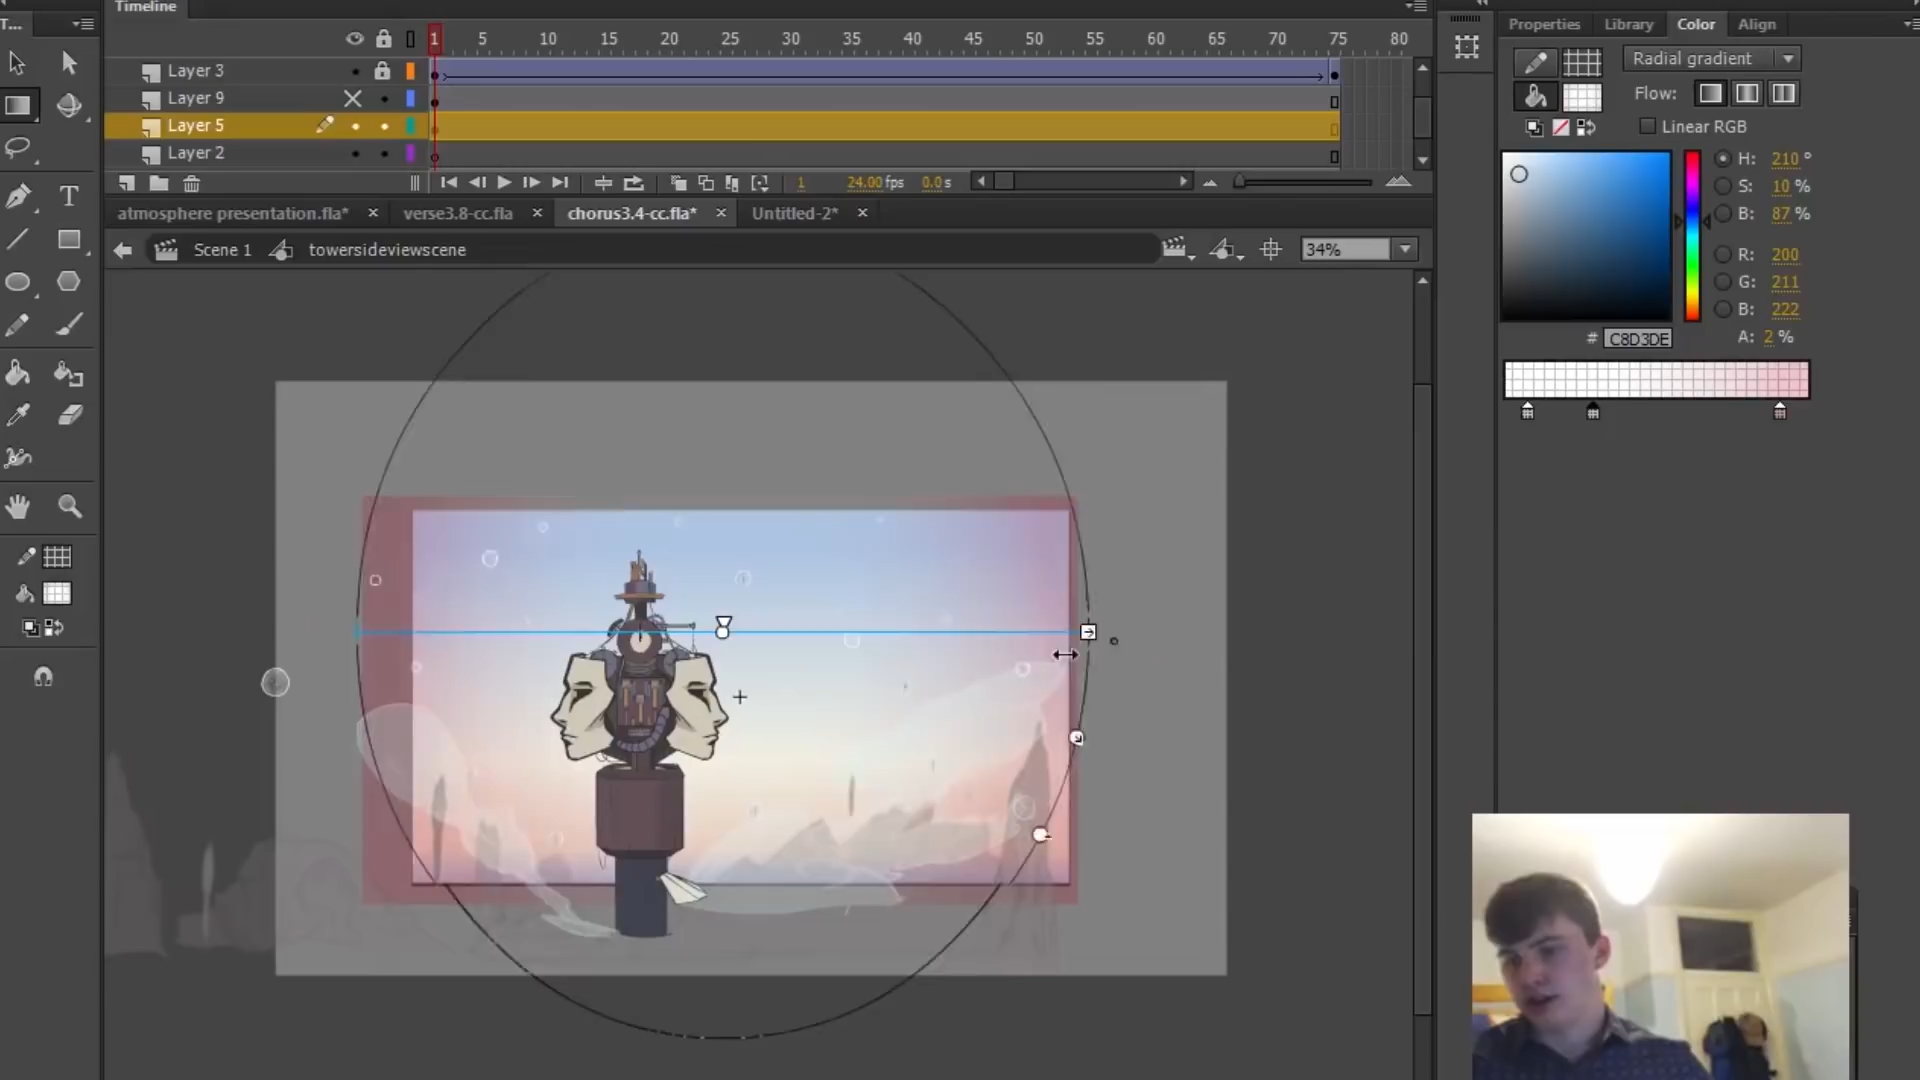 Timeline
T...
Properties
Library
Color
Align
1 5 10 15 20 25 30 35 40 45 50 55 60 65 70 75 80
Layer 3
Layer 9
Layer 5
Layer 2
1 24.00 fps 0.0 s
Radial gradient
Flow:
Linear RGB
H: 210 °
S: 10 %
B: 87 %
R: 200
G: 211
B: 222
A: 2 %
# C8D3DE
atmosphere presentation.fla*
verse3.8-cc.fla
chorus3.4-cc.fla*
Untitled-2*
Scene 1
towersideviewscene
34%
T